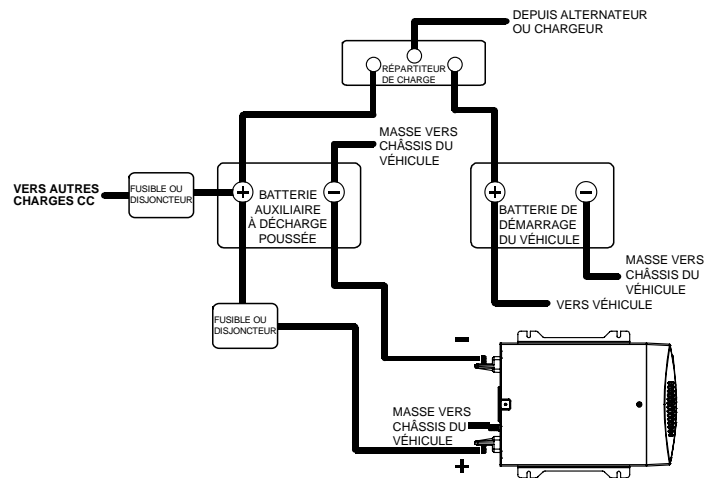 DEPUIS ALTERNATEUR
OU CHARGEUR
RÉPARTITEUR
DE CHARGE
MASSE VERS
CHÂSSIS DU
VÉHICULE
VERS AUTRES
CHARGES CC
FUSIBLE OU
DISJONCTEUR
+
BATTERIE
AUXILIAIRE
À DÉCHARGE
POUSSÉE
−
+
BATTERIE DE
DÉMARRAGE
DU VÉHICULE
−
MASSE VERS
CHÂSSIS DU
VÉHICULE
VERS VÉHICULE
FUSIBLE OU
DISJONCTEUR
−
MASSE VERS
CHÂSSIS DU
VÉHICULE
+